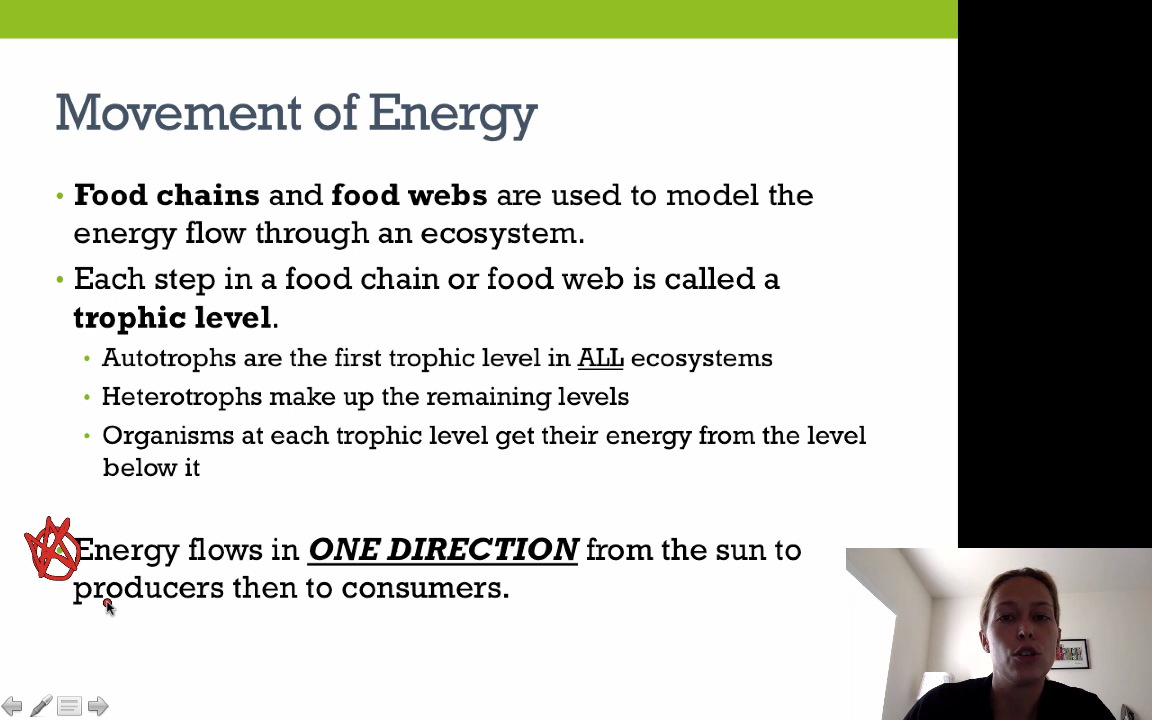 Movement of Energy
• Food chains and food webs are used to model the
energy flow through an ecosystem.
• Each step in a food chain or food web is called a
trophic level.
• Autotrophs are the first trophic level in ALL ecosystems
• Heterotrophs make up the remaining levels
• Organisms at each trophic level get their energy from the level
below it
• Energy flows in ONE DIRECTION from the sun to
producers then to consumers.